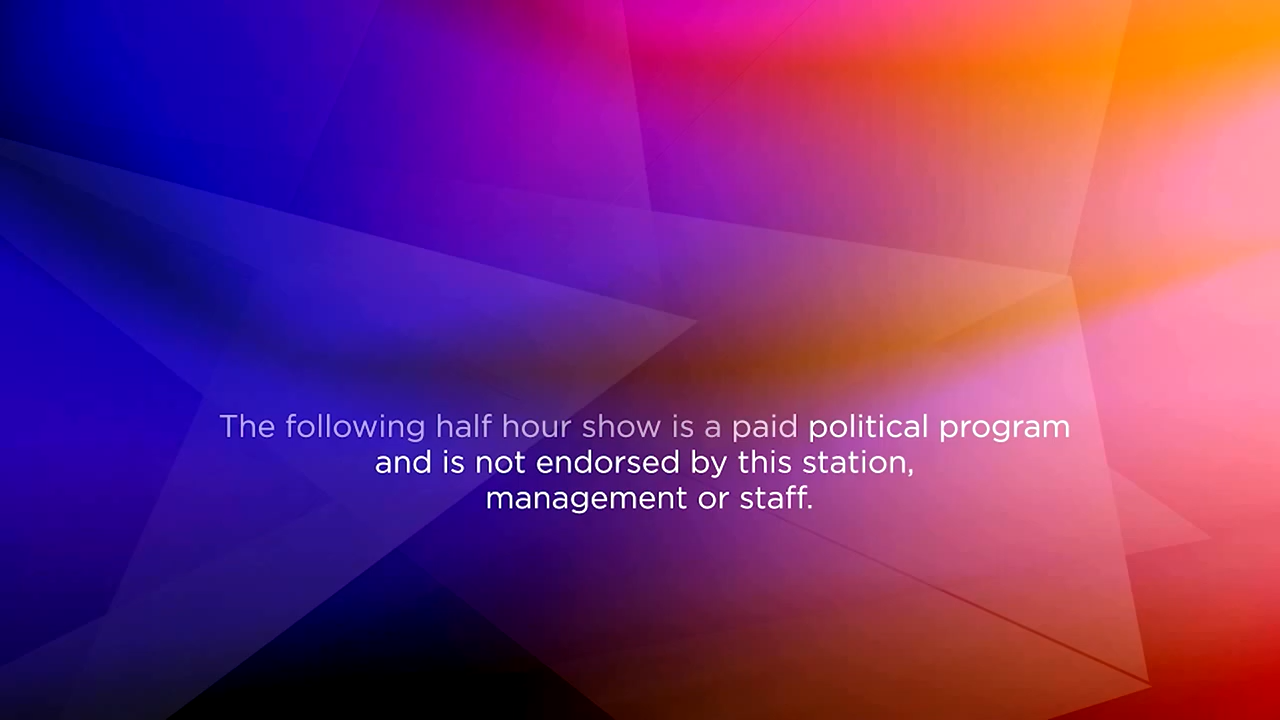 The following half hour show is a paid political program
and is not endorsed by this station,
management or staff.